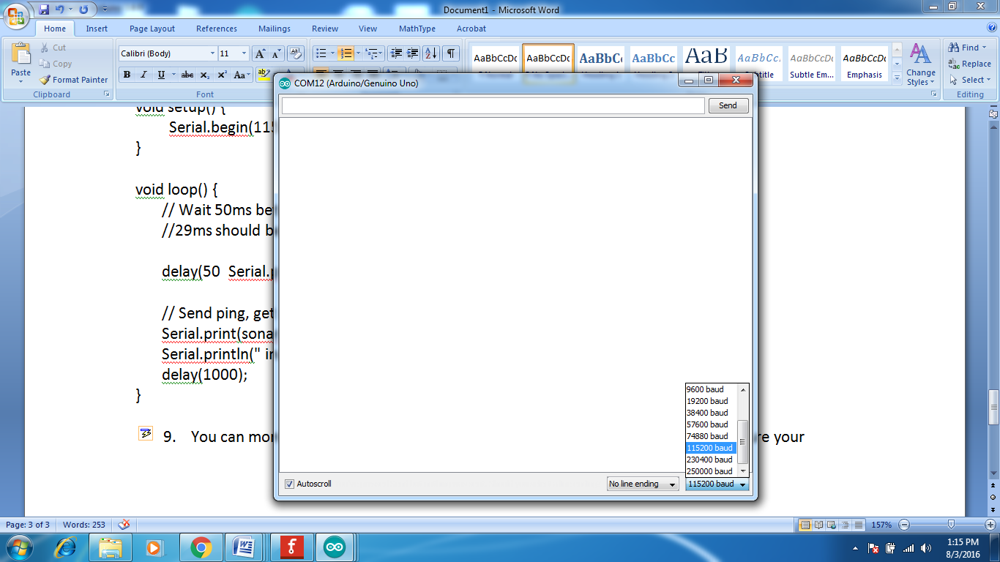 Document1 - Microsoft Word
Home Insert Page Layout References Mailings Review View MathType Acrobat
Paste
Cut
Copy
Format Painter
Clipboard
Calibri (Body) 11
B I U abc x₂ x² Aa
Font
AaBbCcDc AaBbCcDc AaBbC AaBbCc AaB AaBbCc. AaBbCcDc AaBbCcDc
Subtle Em... Emphasis
Change Styles
Find
Replace
Select
Editing
COM12 (Arduino/Genuino Uno)
Send
void setup() {
Serial.begin(115
}
void loop() {
// Wait 50ms be
//29ms should b
delay(50 Serial.p
// Send ping, get
Serial.print(sona
Serial.println(" in
delay(1000);
}
9. You can mor
re your
9600 baud
19200 baud
38400 baud
57600 baud
74880 baud
115200 baud
230400 baud
250000 baud
Autoscroll No line ending 115200 baud
Page: 3 of 3 Words: 253 157%
1:15 PM
8/3/2016